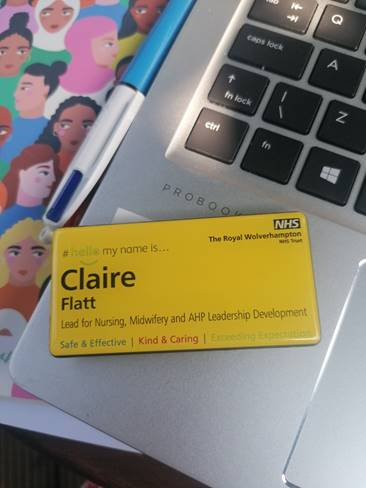 Q
caps lock
A
fn lock
\
Z
ctrl
fn
PROBOOK
NHS
The Royal Wolverhampton
NHS Trust
#hello my name is...
Claire
Flatt
Lead for Nursing, Midwifery and AHP Leadership Development
Safe & Effective | Kind & Caring | Exceeding Expectation